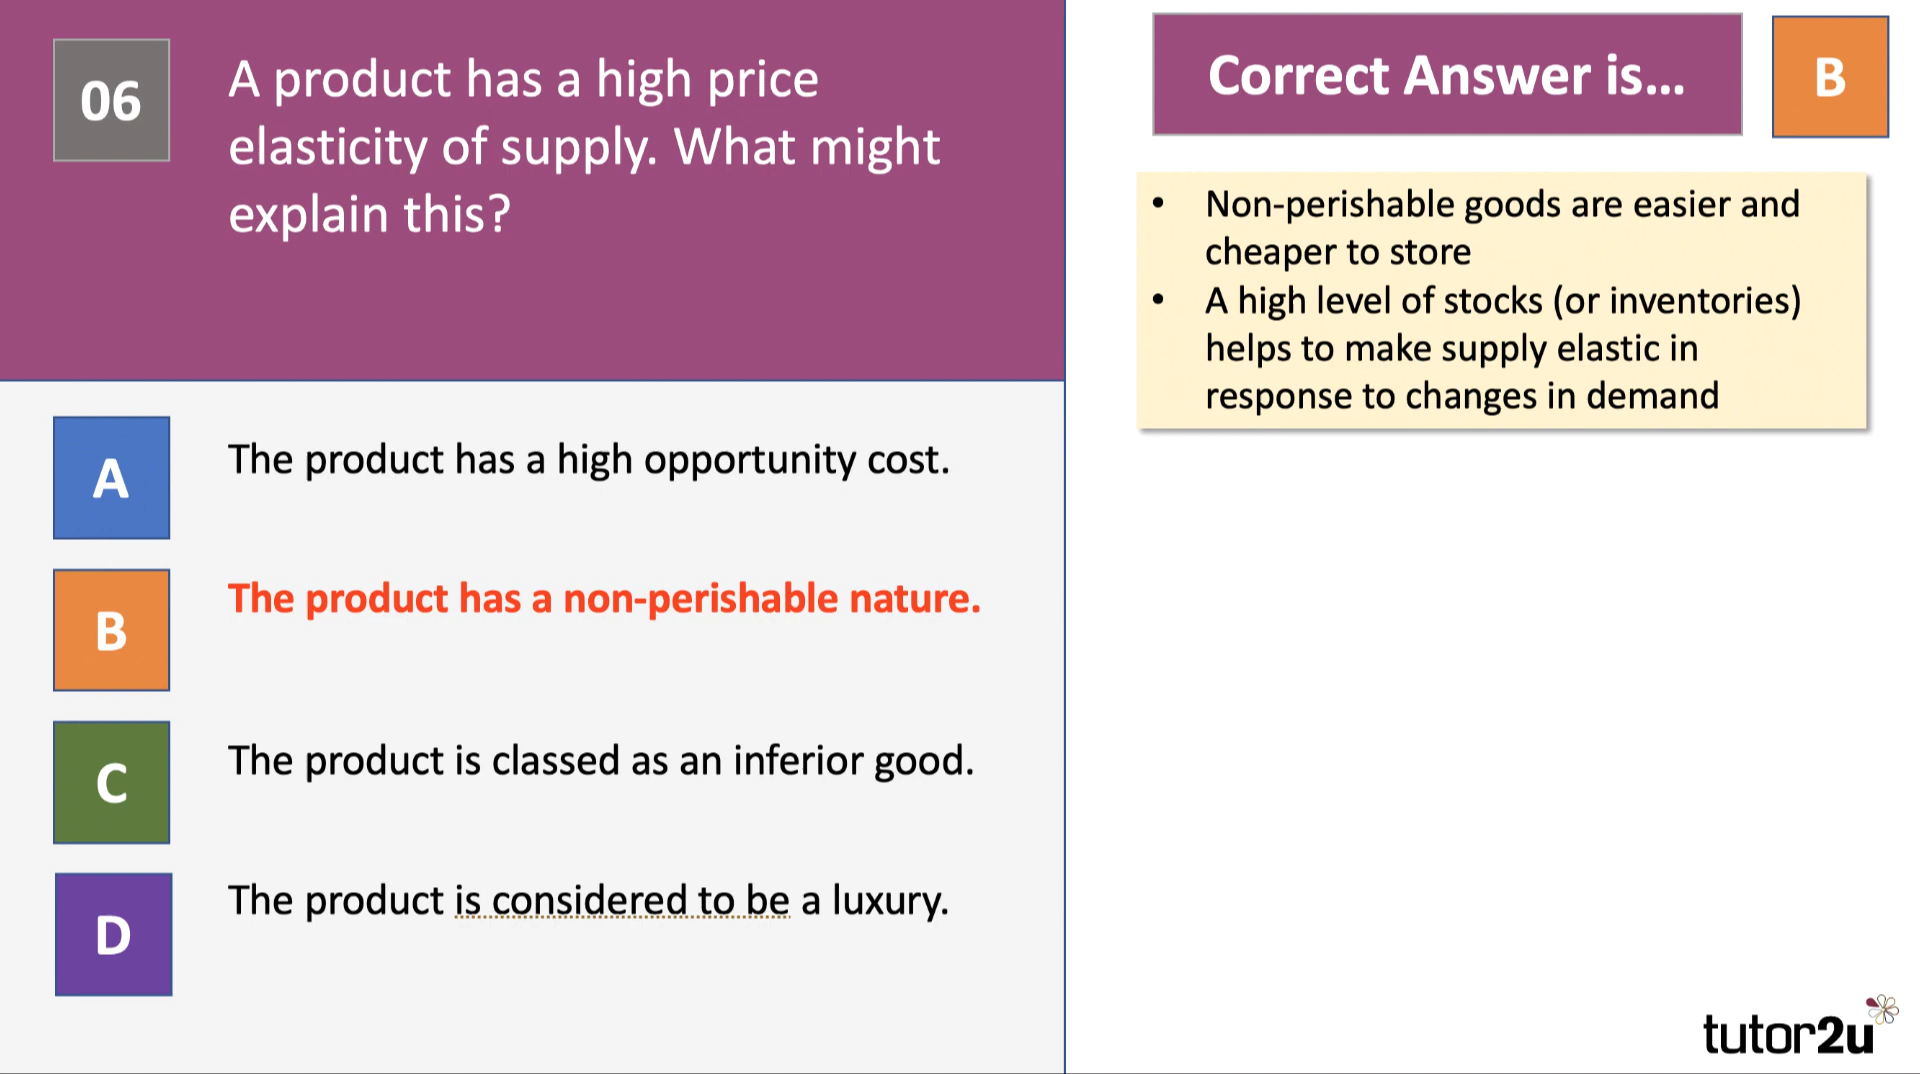 06
A product has a high price
elasticity of supply. What might
explain this?
A
The product has a high opportunity cost.
B
The product has a non-perishable nature.
C
The product is classed as an inferior good.
D
The product is considered to be a luxury.
Correct Answer is...
B
• Non-perishable goods are easier and
cheaper to store
• A high level of stocks (or inventories)
helps to make supply elastic in
response to changes in demand
tutor2u